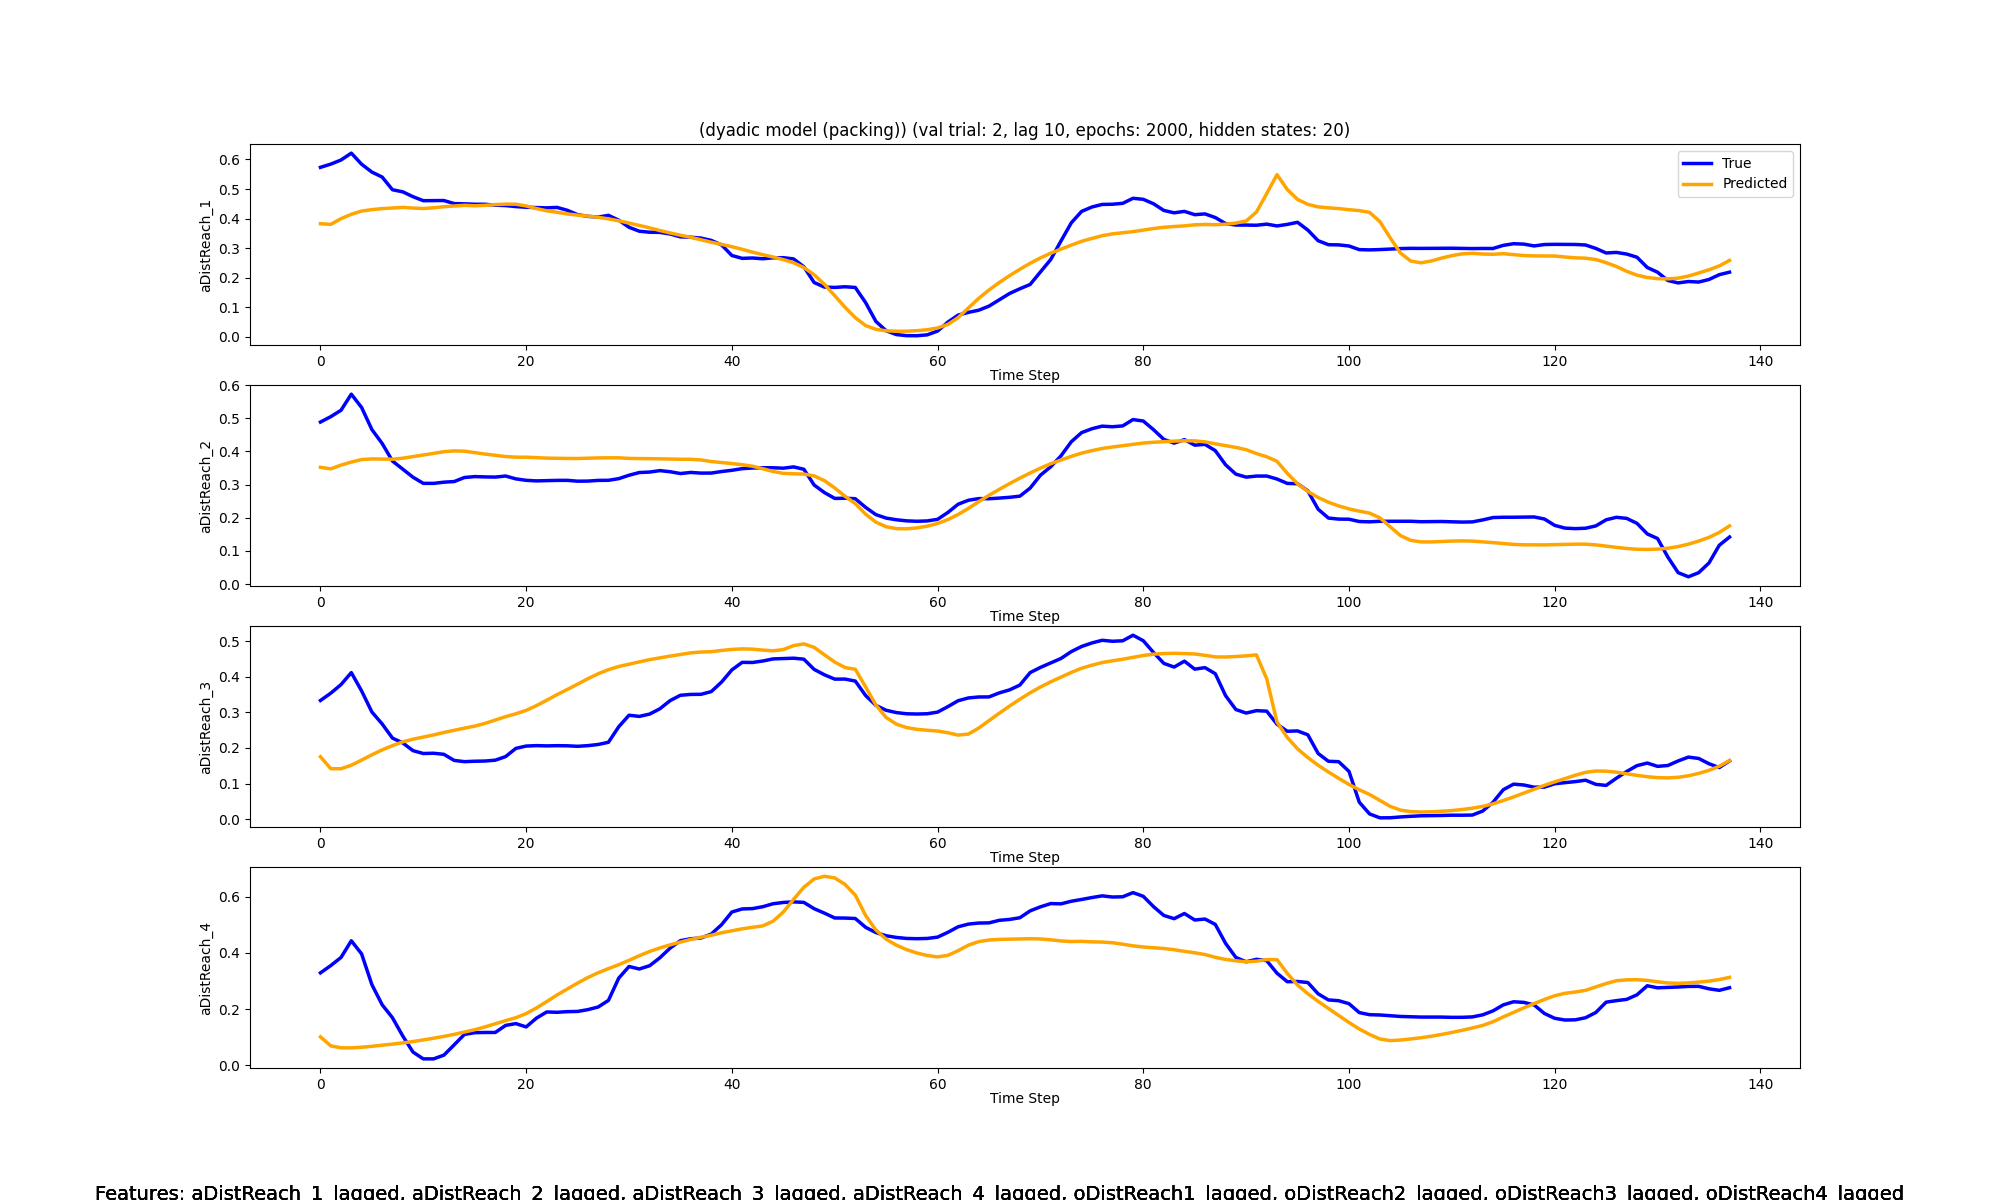 (dyadic model (packing)) (val trial: 2, lag 10, epochs: 2000, hidden states: 20)
True
Predicted
aDistReach_1
0.6
0.5
0.4
0.3
0.2
0.1
0.0
0 20 40 60 80 100 120 140
Time Step
aDistReach_2
0.6
0.5
0.4
0.3
0.2
0.1
0.0
0 20 40 60 80 100 120 140
Time Step
aDistReach_3
0.5
0.4
0.3
0.2
0.1
0.0
0 20 40 60 80 100 120 140
Time Step
aDistReach_4
0.6
0.4
0.2
0.0
0 20 40 60 80 100 120 140
Time Step
Features: aDistReach_1_lagged, aDistReach_2_lagged, aDistReach_3_lagged, aDistReach_4_lagged, oDistReach1_lagged, oDistReach2_lagged, oDistReach3_lagged, oDistReach4_lagged